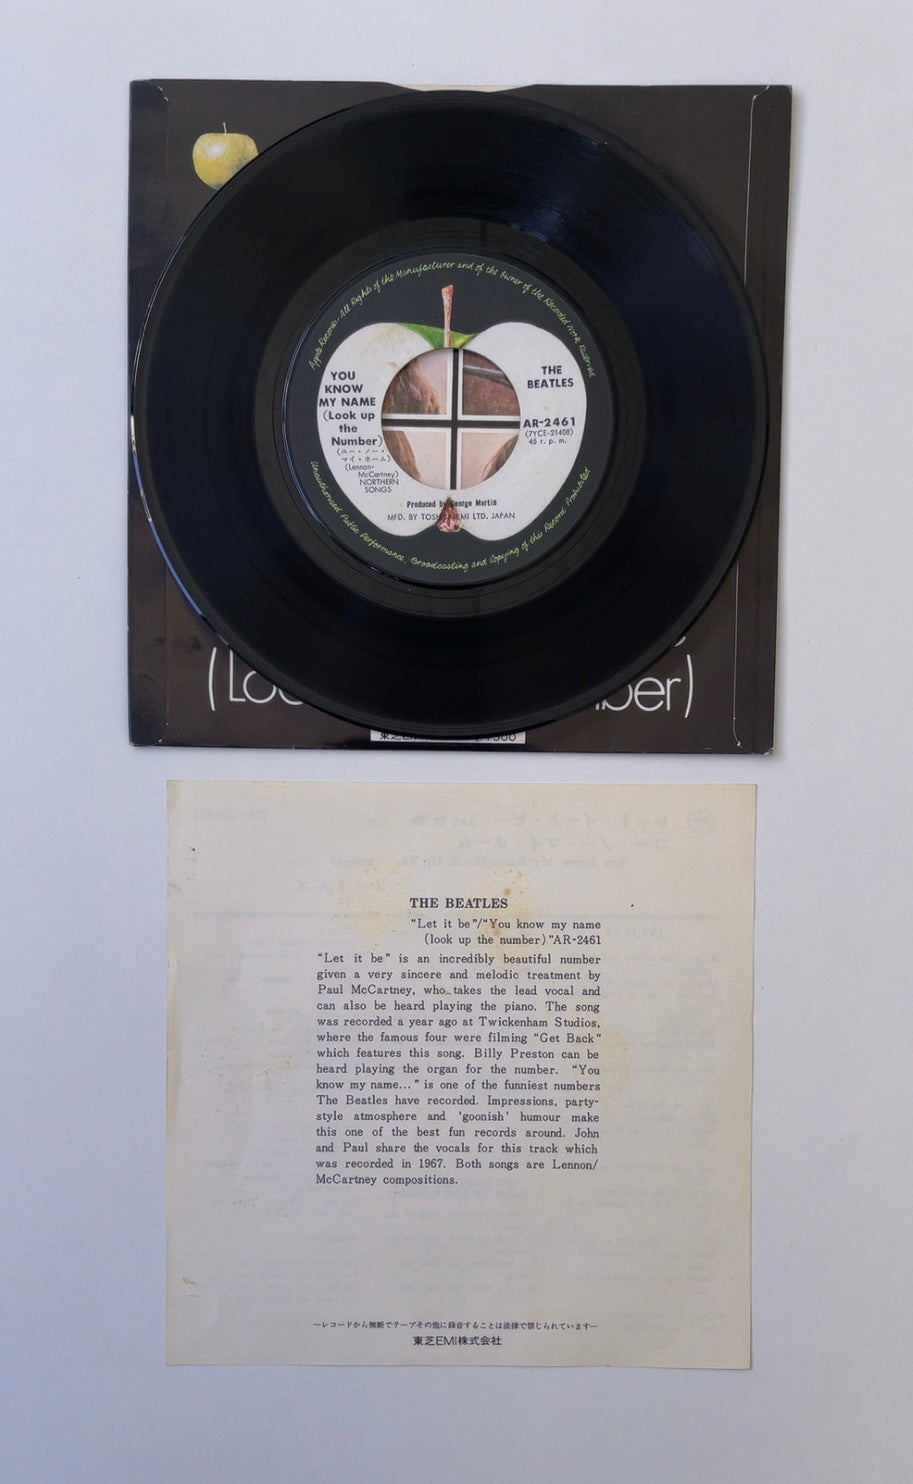 Apple Records·All Rights of the Manufacturer and of the Owner of the Recorded Work Reserved
YOU
KNOW
MY NAME
(Look up
the
Number)
(ユー・ノー・
マイ・ネーム)
(Lennon-
McCartney)
NORTHERN
SONGS
THE
BEATLES
AR-2461
(7YCE-21408)
45 r. p. m.
Produced by George Martin
MFD. BY TOSHIBA EMI LTD. JAPAN
Unauthorised Public Performance, Broadcasting and Copying of this Record Prohibited
THE BEATLES
“Let it be”/“You know my name
(look up the number)”AR-2461
“Let it be” is an incredibly beautiful number
given a very sincere and melodic treatment by
Paul McCartney, who takes the lead vocal and
can also be heard playing the piano. The song
was recorded a year ago at Twickenham Studios,
where the famous four were filming “Get Back”
which features this song. Billy Preston can be
heard playing the organ for the number. “You
know my name...” is one of the funniest numbers
The Beatles have recorded. Impressions, party-
style atmosphere and ‘goonish’ humour make
this one of the best fun records around. John
and Paul share the vocals for this track which
was recorded in 1967. Both songs are Lennon/
McCartney compositions.
—レコードから無断でテープその他に録音することは法律で禁じられています—
東芝EMI株式会社